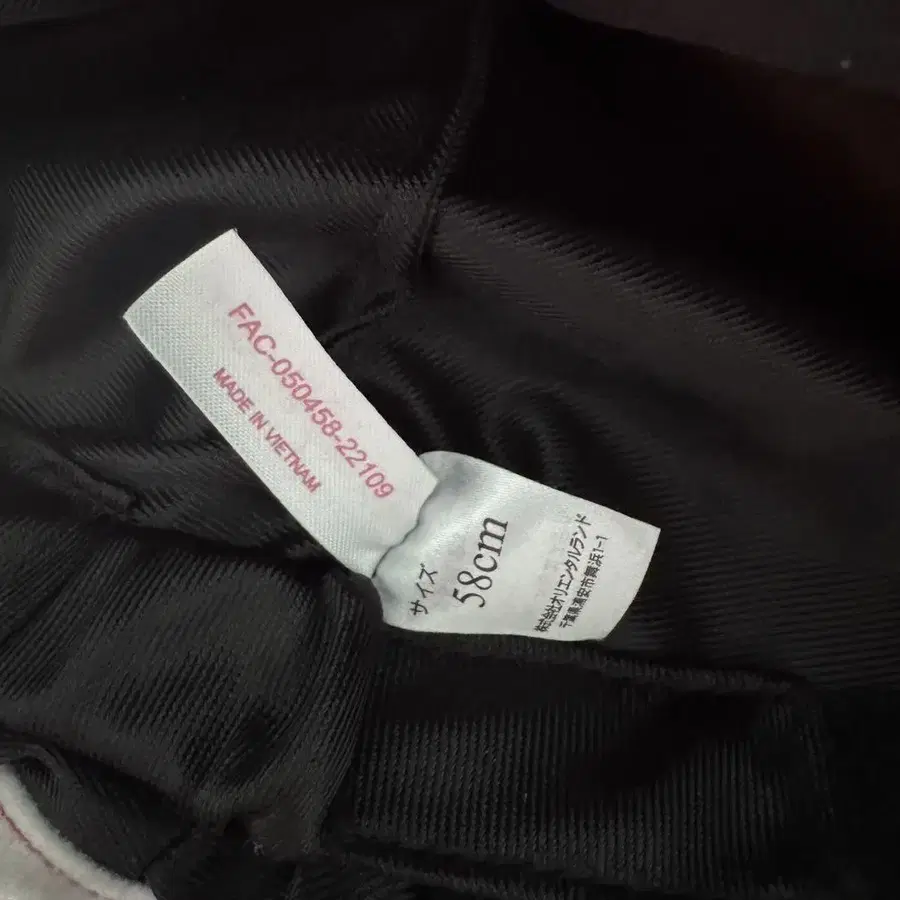 FAC-050458-22109
MADE IN VIETNAM
サイズ
58cm
株式会社オリエンタルランド
千葉県浦安市舞浜1-1